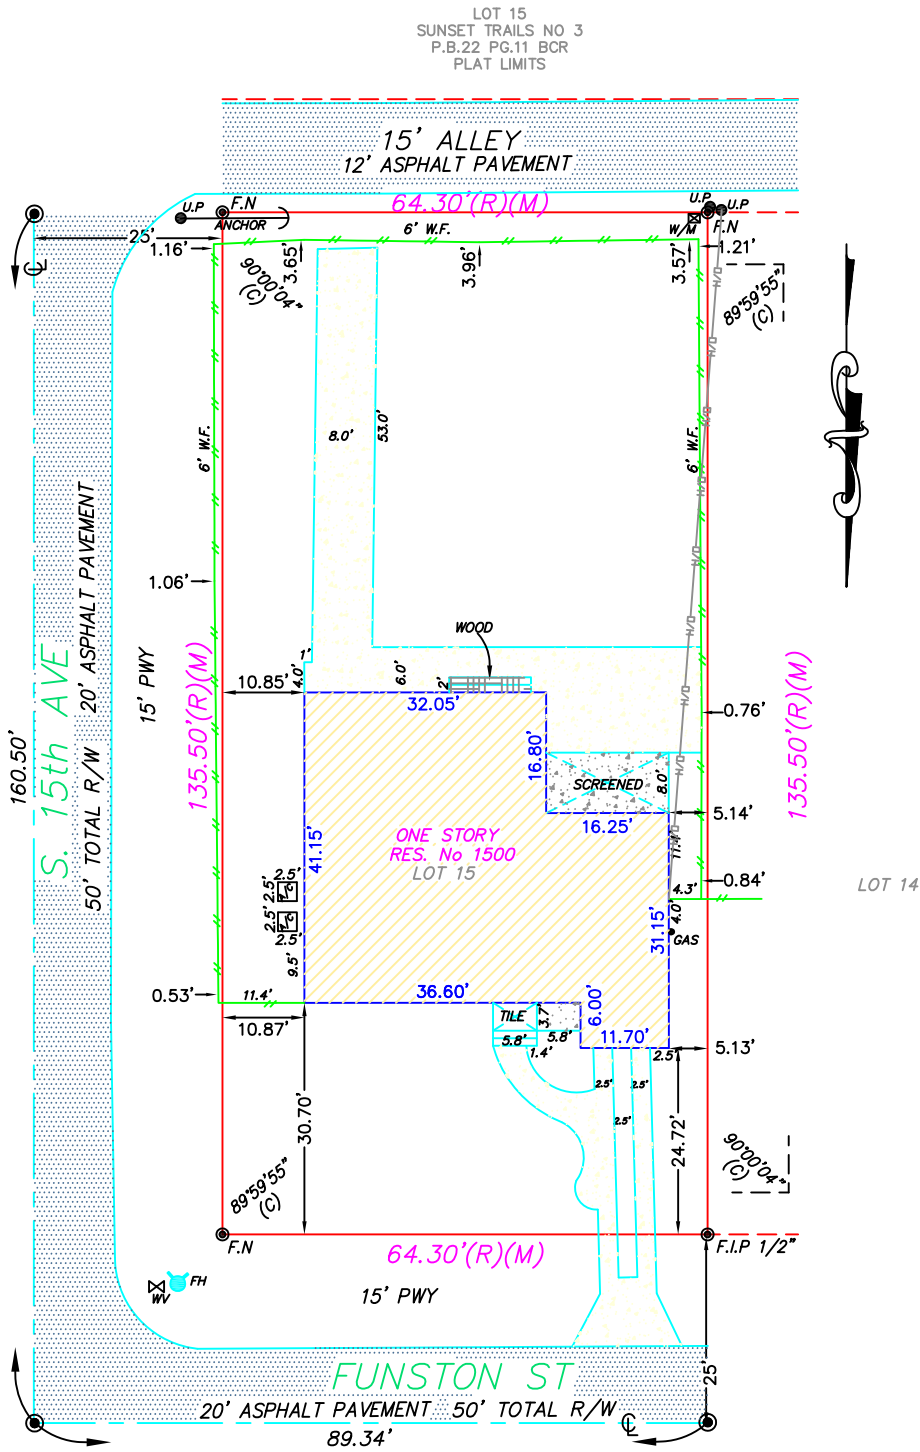 LOT 15
SUNSET TRAILS NO 3
P.B.22 PG.11 BCR
PLAT LIMITS
15' ALLEY
12' ASPHALT PAVEMENT
64.30'(R)(M)
U.P
F.N
ANCHOR
6' W.F.
W/M
U.P
U.P
F.N
25'
1.16'
3.65'
3.96'
3.57'
1.21'
90°00'04"
(C)
89°59'55"
(C)
℄
H/D
H/D
H/D
H/D
H/D
H/D
H/D
H/D
H/D
8.0'
53.0'
6' W.F.
6' W.F.
20' ASPHALT PAVEMENT
50' TOTAL R/W
S. 15th AVE
160.50'
15' PWY
1.06'
135.50'(R)(M)
135.50'(R)(M)
WOOD
1'
4.0'
6.0'
2'
10.85'
32.05'
0.76'
16.80'
SCREENED
8.0'
16.25'
5.14'
11.4'
ONE STORY
RES. No 1500
LOT 15
41.15'
0.84'
4.3'
LOT 14
2.5'
2.5'
2.5'
2.5'
4.0'
GAS
31.15'
9.5'
0.53'
11.4'
36.60'
10.87'
TILE
3.7'
6.00'
5.8'
5.8'
1.4'
11.70'
2.5'
5.13'
2.5'
2.5'
2.5'
30.70'
24.72'
89°59'55"
(C)
90°00'04"
(C)
F.N
64.30'(R)(M)
F.I.P 1/2"
FH
WV
15' PWY
25'
FUNSTON ST
20' ASPHALT PAVEMENT 50' TOTAL R/W
℄
89.34'